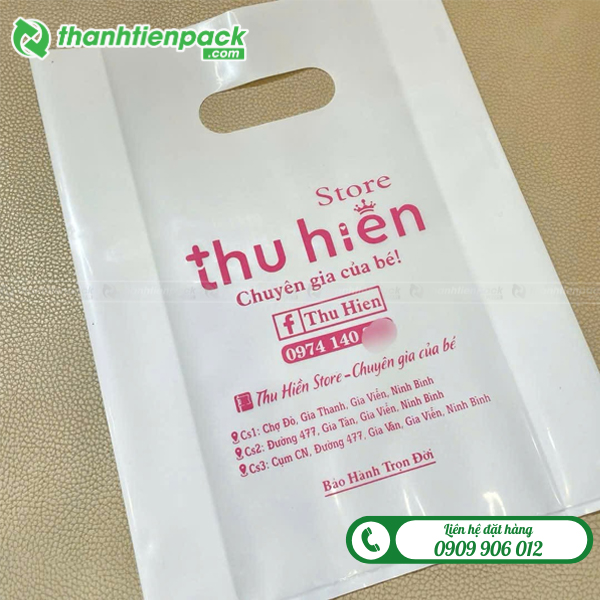 thanhtienpack
.com
Store
thu hiền
Chuyên gia của bé!
f Thu Hien
0974 140
Thu Hiền Store - Chuyên gia của bé
Cs1: Chợ Đò, Gia Thanh, Gia Viễn, Ninh Bình
Cs2: Đường 477, Gia Tân, Gia Viễn, Ninh Bình
Cs3: Cụm CN, Đường 477, Gia Vân, Gia Viễn, Ninh Bình
Bảo Hành Trọn Đời
Liên hệ đặt hàng
0909 906 012